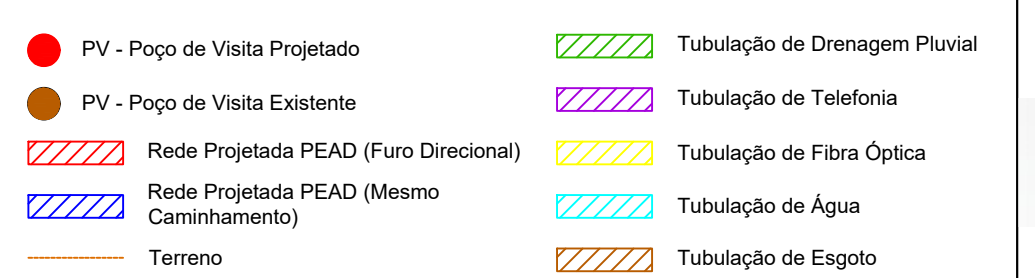 PV - Poço de Visita Projetado
PV - Poço de Visita Existente
Rede Projetada PEAD (Furo Direcional)
Rede Projetada PEAD (Mesmo
Caminhamento)
Terreno
Tubulação de Drenagem Pluvial
Tubulação de Telefonia
Tubulação de Fibra Óptica
Tubulação de Água
Tubulação de Esgoto